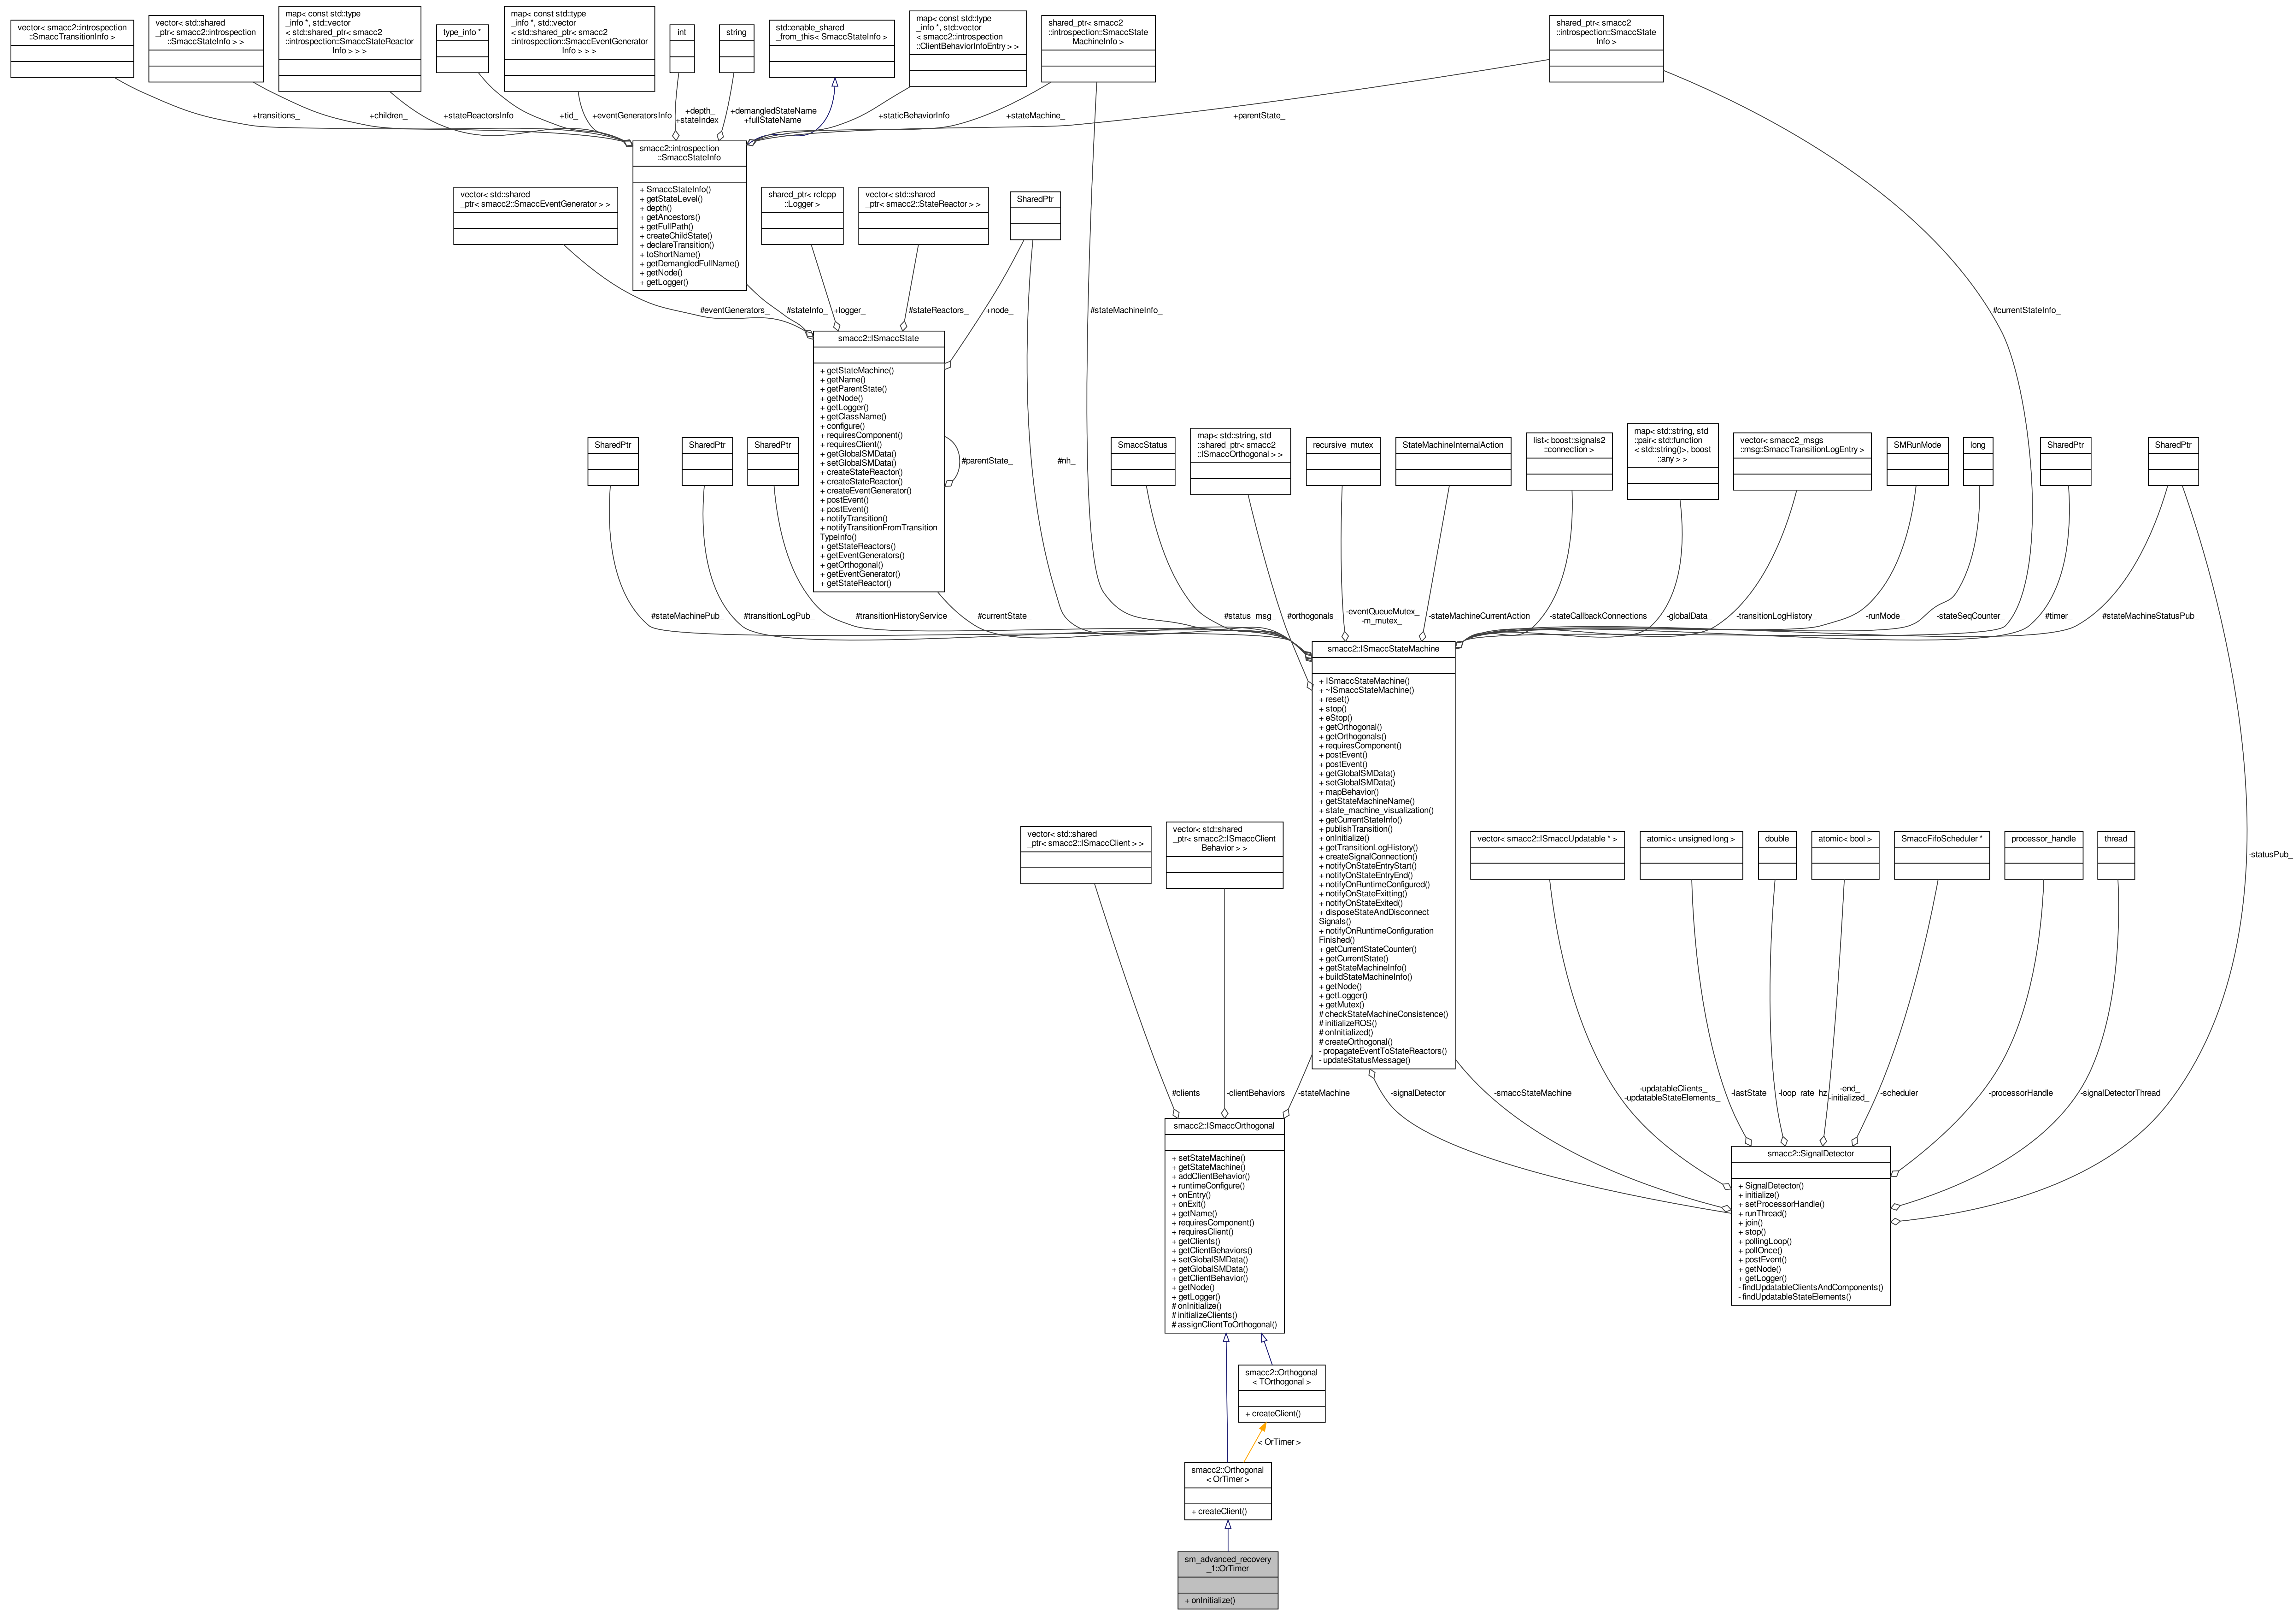 vector< smacc2::introspection
::SmaccTransitionInfo >
vector< std::shared
_ptr< smacc2::introspection
::SmaccStateInfo > >
map< const std::type
_info *, std::vector
< std::shared_ptr< smacc2
::introspection::SmaccStateReactor
Info > > >
type_info *
map< const std::type
_info *, std::vector
< std::shared_ptr< smacc2
::introspection::SmaccEventGenerator
Info > > >
int
string
std::enable_shared
_from_this< SmaccStateInfo >
map< const std::type
_info *, std::vector
< smacc2::introspection
::ClientBehaviorInfoEntry > >
shared_ptr< smacc2
::introspection::SmaccState
MachineInfo >
shared_ptr< smacc2
::introspection::SmaccState
Info >
+transitions_
+children_
+stateReactorsInfo
+tid_
+eventGeneratorsInfo
+depth_
+stateIndex_
+demangledStateName
+fullStateName
+staticBehaviorInfo
+stateMachine_
+parentState_
smacc2::introspection
::SmaccStateInfo
+ SmaccStateInfo()
+ getStateLevel()
+ depth()
+ getAncestors()
+ getFullPath()
+ createChildState()
+ declareTransition()
+ toShortName()
+ getDemangledFullName()
+ getNode()
+ getLogger()
vector< std::shared
_ptr< smacc2::SmaccEventGenerator > >
shared_ptr< rclcpp
::Logger >
vector< std::shared
_ptr< smacc2::StateReactor > >
SharedPtr
#eventGenerators_
#stateInfo_
+logger_
#stateReactors_
+node_
#stateMachineInfo_
#currentStateInfo_
smacc2::ISmaccState
+ getStateMachine()
+ getName()
+ getParentState()
+ getNode()
+ getLogger()
+ getClassName()
+ configure()
+ requiresComponent()
+ requiresClient()
+ getGlobalSMData()
+ setGlobalSMData()
+ createStateReactor()
+ createStateReactor()
+ createEventGenerator()
+ postEvent()
+ postEvent()
+ notifyTransition()
+ notifyTransitionFromTransition
TypeInfo()
+ getStateReactors()
+ getEventGenerators()
+ getOrthogonal()
+ getEventGenerator()
+ getStateReactor()
#parentState_
#nh_
SharedPtr
SharedPtr
SharedPtr
SmaccStatus
map< std::string, std
::shared_ptr< smacc2
::ISmaccOrthogonal > >
recursive_mutex
StateMachineInternalAction
list< boost::signals2
::connection >
map< std::string, std
::pair< std::function
< std::string()>, boost
::any > >
vector< smacc2_msgs
::msg::SmaccTransitionLogEntry >
SMRunMode
long
SharedPtr
SharedPtr
#stateMachinePub_
#transitionLogPub_
#transitionHistoryService_
#currentState_
#status_msg_
#orthogonals_
-eventQueueMutex_
-m_mutex_
-stateMachineCurrentAction
-stateCallbackConnections
-globalData_
-transitionLogHistory_
-runMode_
-stateSeqCounter_
#timer_
#stateMachineStatusPub_
smacc2::ISmaccStateMachine
+ ISmaccStateMachine()
+ ~ISmaccStateMachine()
+ reset()
+ stop()
+ eStop()
+ getOrthogonal()
+ getOrthogonals()
+ requiresComponent()
+ postEvent()
+ postEvent()
+ getGlobalSMData()
+ setGlobalSMData()
+ mapBehavior()
+ getStateMachineName()
+ state_machine_visualization()
+ getCurrentStateInfo()
+ publishTransition()
+ onInitialize()
+ getTransitionLogHistory()
+ createSignalConnection()
+ notifyOnStateEntryStart()
+ notifyOnStateEntryEnd()
+ notifyOnRuntimeConfigured()
+ notifyOnStateExitting()
+ notifyOnStateExited()
+ disposeStateAndDisconnect
Signals()
+ notifyOnRuntimeConfiguration
Finished()
+ getCurrentStateCounter()
+ getCurrentState()
+ getStateMachineInfo()
+ buildStateMachineInfo()
+ getNode()
+ getLogger()
+ getMutex()
# checkStateMachineConsistence()
# initializeROS()
# onInitialized()
# createOrthogonal()
- propagateEventToStateReactors()
- updateStatusMessage()
vector< std::shared
_ptr< smacc2::ISmaccClient > >
vector< std::shared
_ptr< smacc2::ISmaccClient
Behavior > >
vector< smacc2::ISmaccUpdatable * >
atomic< unsigned long >
double
atomic< bool >
SmaccFifoScheduler *
processor_handle
thread
-statusPub_
#clients_
-clientBehaviors_
-stateMachine_
-signalDetector_
-smaccStateMachine_
-updatableClients_
-updatableStateElements_
-lastState_
-loop_rate_hz
-end_
-initialized_
-scheduler_
-processorHandle_
-signalDetectorThread_
smacc2::ISmaccOrthogonal
+ setStateMachine()
+ getStateMachine()
+ addClientBehavior()
+ runtimeConfigure()
+ onEntry()
+ onExit()
+ getName()
+ requiresComponent()
+ requiresClient()
+ getClients()
+ getClientBehaviors()
+ setGlobalSMData()
+ getGlobalSMData()
+ getClientBehavior()
+ getNode()
+ getLogger()
# onInitialize()
# initializeClients()
# assignClientToOrthogonal()
smacc2::SignalDetector
+ SignalDetector()
+ initialize()
+ setProcessorHandle()
+ runThread()
+ join()
+ stop()
+ pollingLoop()
+ pollOnce()
+ postEvent()
+ getNode()
+ getLogger()
- findUpdatableClientsAndComponents()
- findUpdatableStateElements()
smacc2::Orthogonal
< TOrthogonal >
+ createClient()
< OrTimer >
smacc2::Orthogonal
< OrTimer >
+ createClient()
sm_advanced_recovery
_1::OrTimer
+ onInitialize()